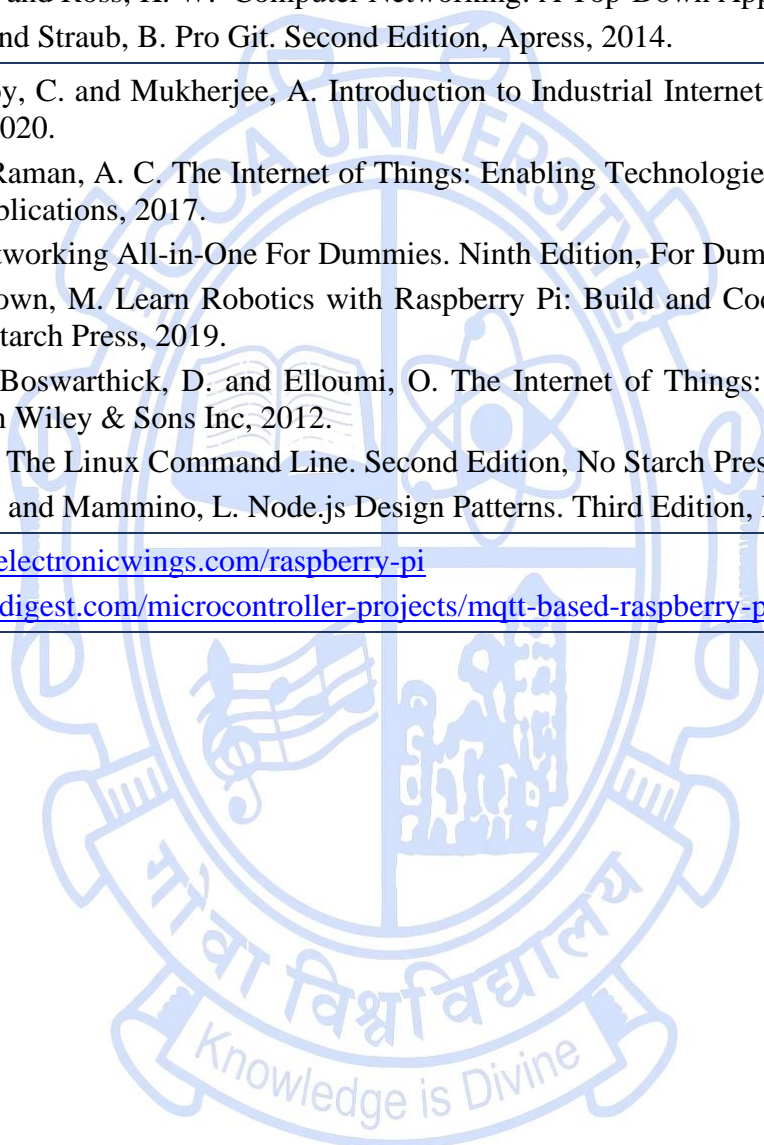 and Ross, K. W. Computer Networking: A Top-Down App
nd Straub, B. Pro Git. Second Edition, Apress, 2014.
y, C. and Mukherjee, A. Introduction to Industrial Internet
020.
Raman, A. C. The Internet of Things: Enabling Technologie
blications, 2017.
tworking All-in-One For Dummies. Ninth Edition, For Dum
own, M. Learn Robotics with Raspberry Pi: Build and Co
tarch Press, 2019.
Boswarthick, D. and Elloumi, O. The Internet of Things:
n Wiley & Sons Inc, 2012.
The Linux Command Line. Second Edition, No Starch Pres
and Mammino, L. Node.js Design Patterns. Third Edition,
electronicwings.com/raspberry-pi
digest.com/microcontroller-projects/mqtt-based-raspberry-p
GOA UNIVERSITY
गोंवा विश्वविद्यालय
Knowledge is Divine